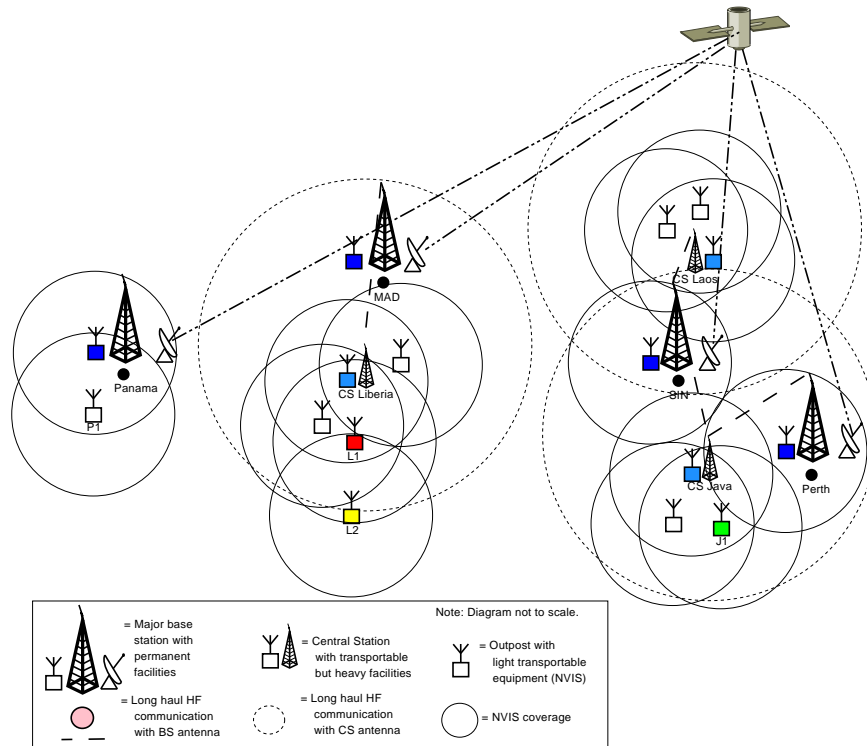 CS Laos
MAD
SIN
Panama
CS Liberia
P1
L1
CS Java
Perth
L2
J1
Note: Diagram not to scale.
= Major base
station with
permanent
facilities
= Central Station
with transportable
but heavy facilities
= Outpost with
light transportable
equipment (NVIS)
= Long haul HF
communication
with BS antenna
= Long haul HF
communication
with CS antenna
= NVIS coverage